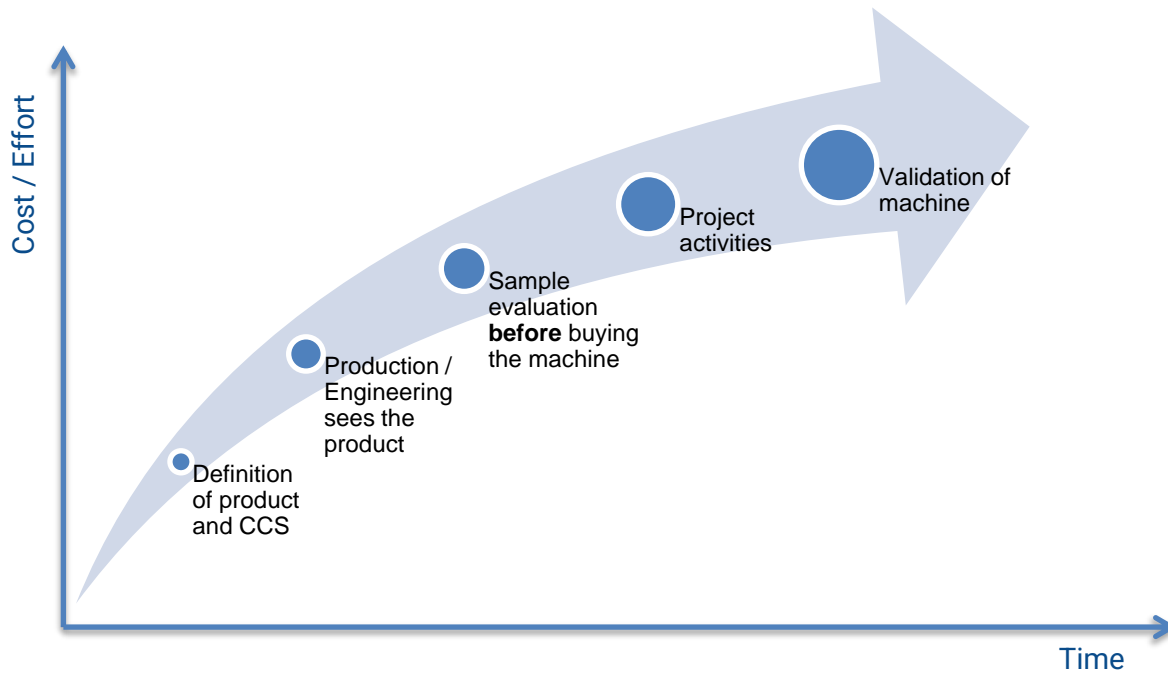 Cost / Effort
Validation of
machine
Project
activities
Sample
evaluation
before buying
the machine
Production /
Engineering
sees the
product
Definition
of product
and CCS
Time